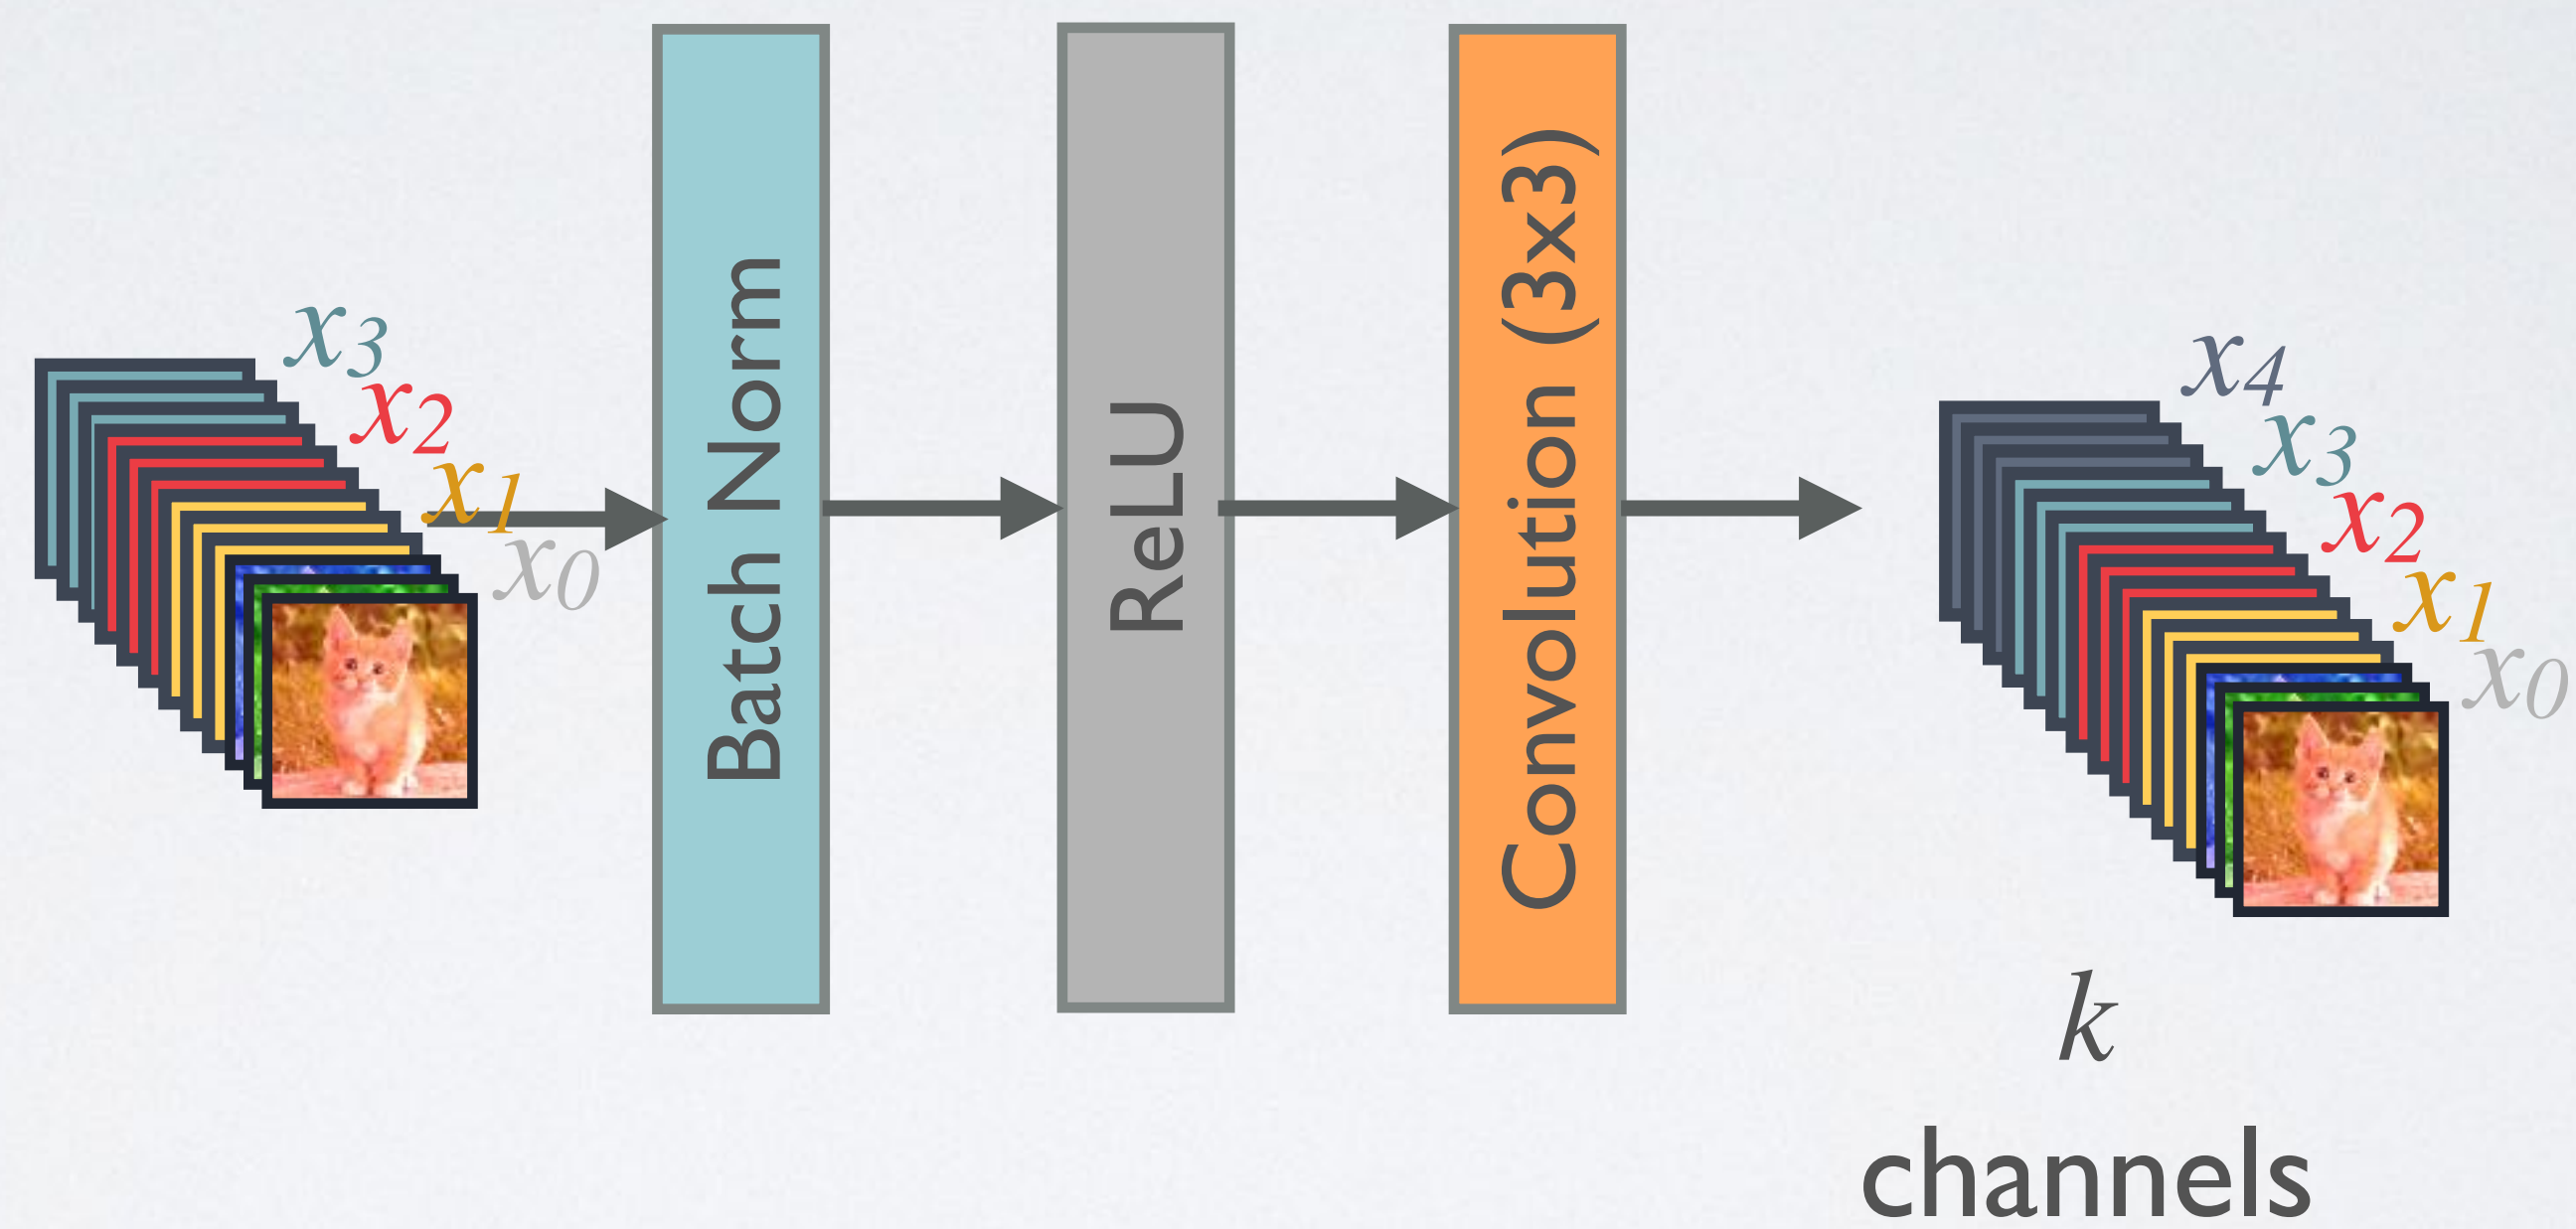 x3
x2
x1
x0
Batch Norm
ReLU
Convolution (3x3)
x4
x3
x2
x1
x0
k
channels